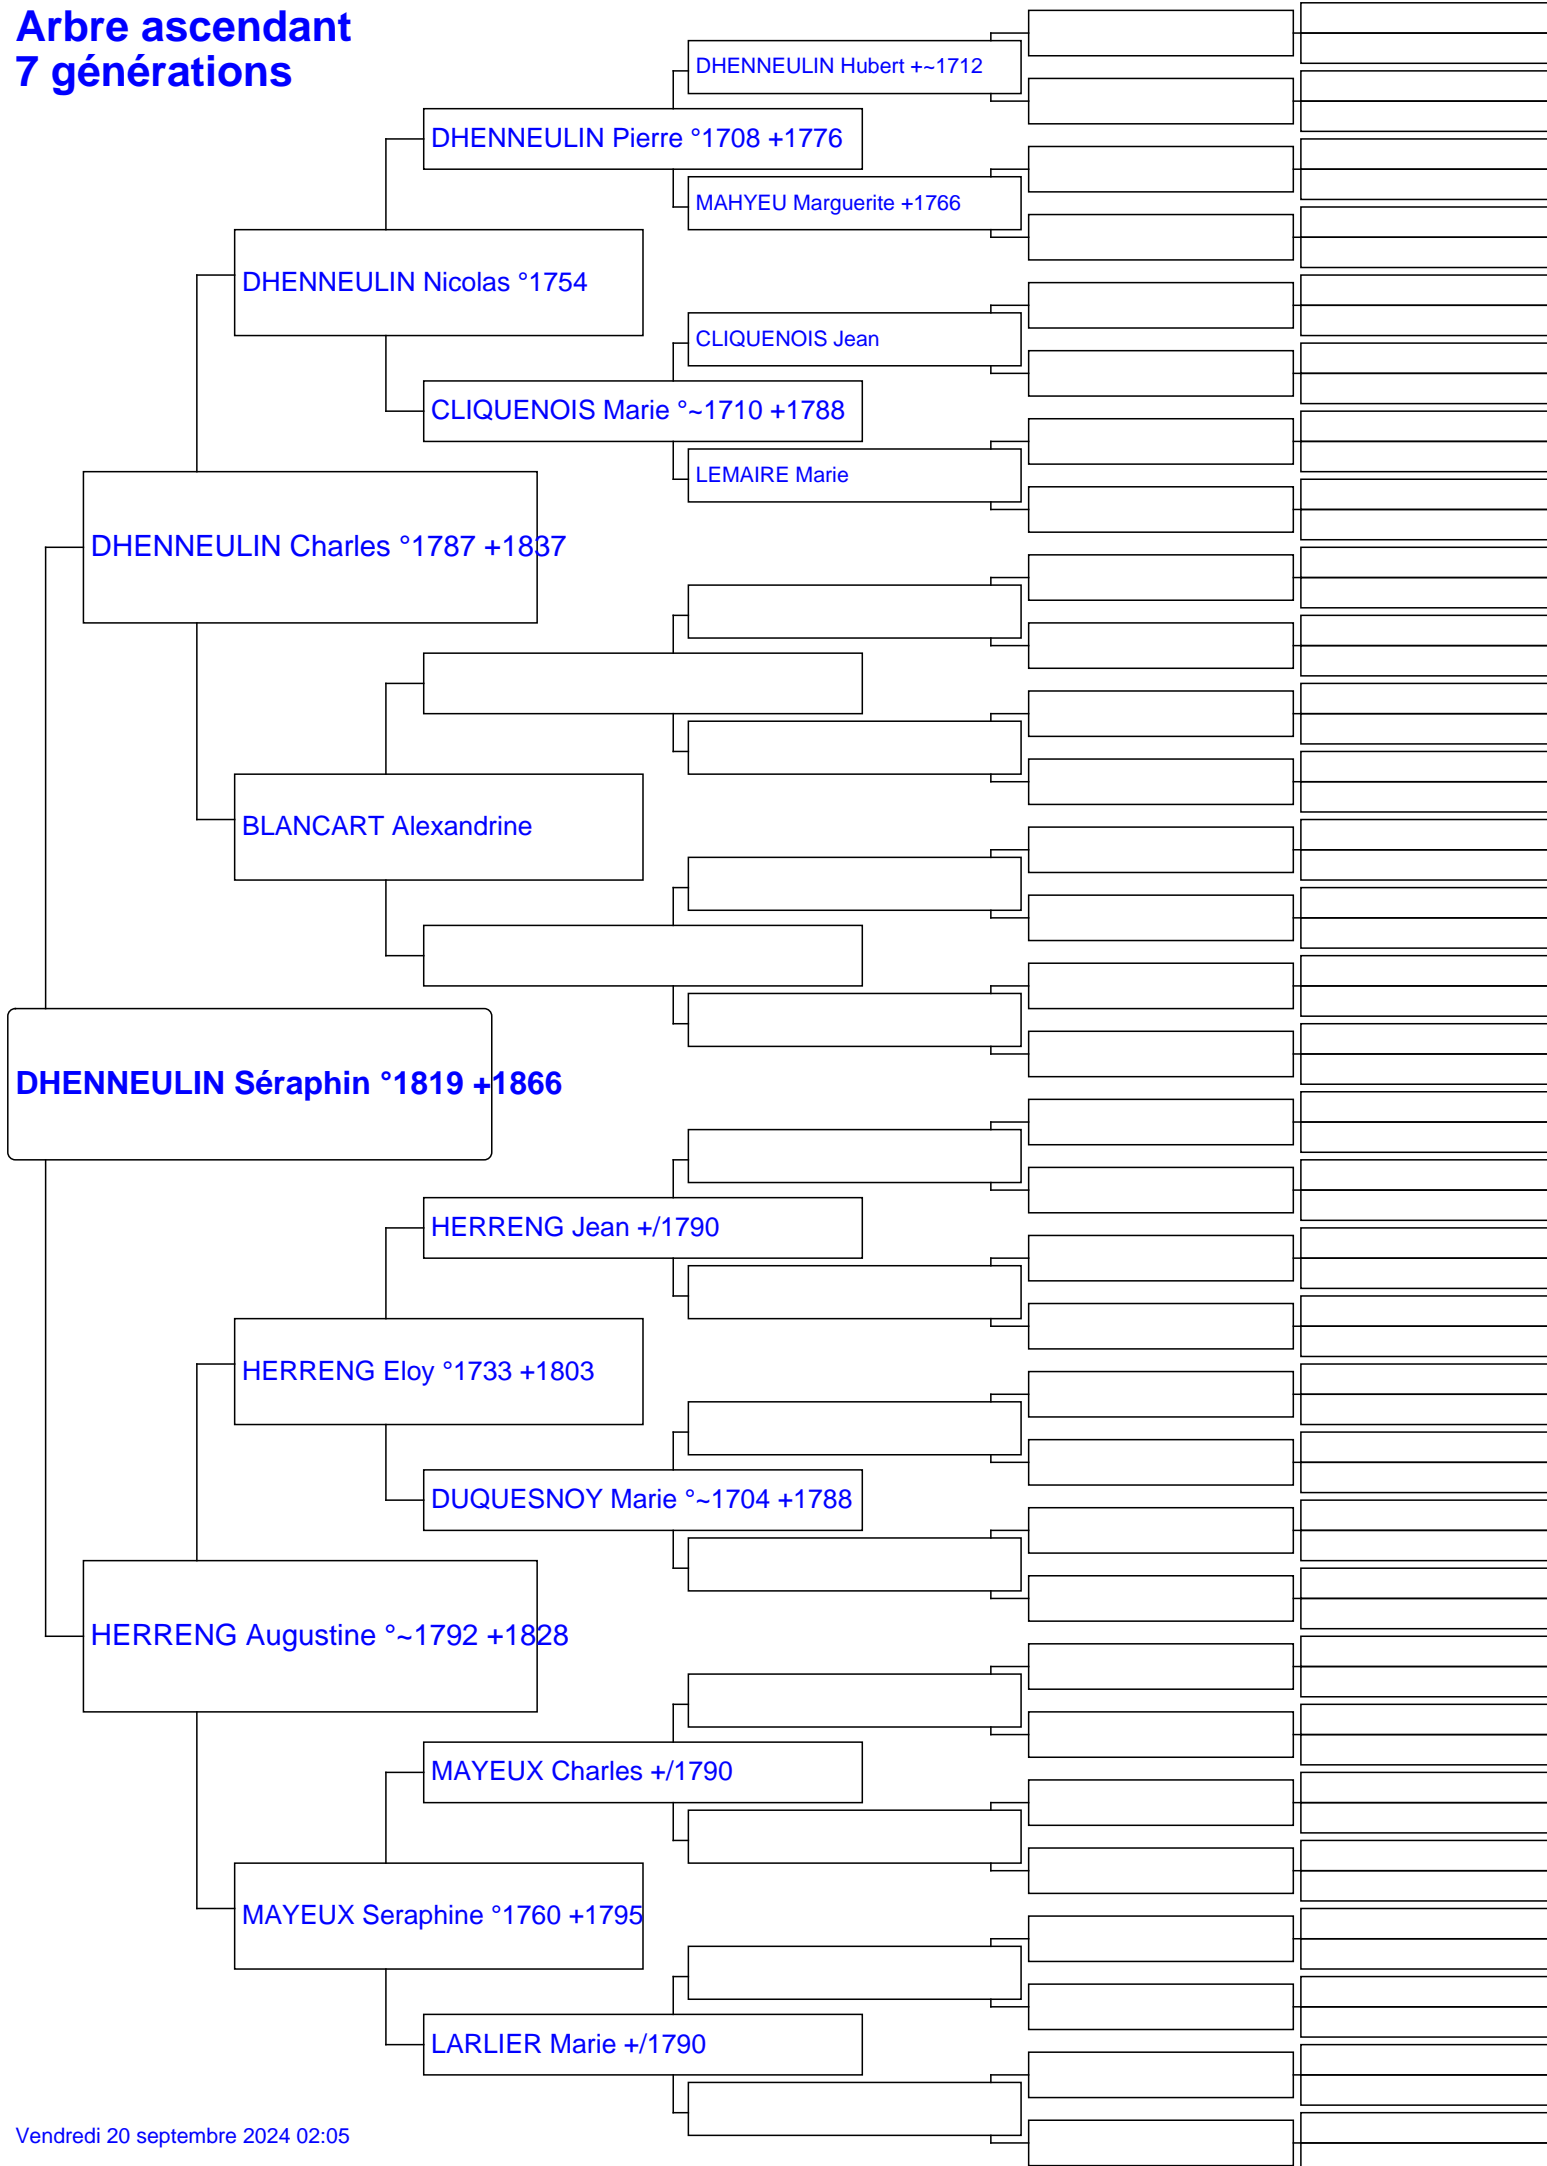 Arbre ascendant
7 générations
DHENNEULIN Hubert +~1712
DHENNEULIN Pierre °1708 +1776
MAHYEU Marguerite +1766
DHENNEULIN Nicolas °1754
CLIQUENOIS Jean
CLIQUENOIS Marie °~1710 +1788
LEMAIRE Marie
DHENNEULIN Charles °1787 +1837
BLANCART Alexandrine
DHENNEULIN Séraphin °1819 +1866
HERRENG Jean +/1790
HERRENG Eloy °1733 +1803
DUQUESNOY Marie °~1704 +1788
HERRENG Augustine °~1792 +1828
MAYEUX Charles +/1790
MAYEUX Seraphine °1760 +1795
LARLIER Marie +/1790
Vendredi 20 septembre 2024 02:05